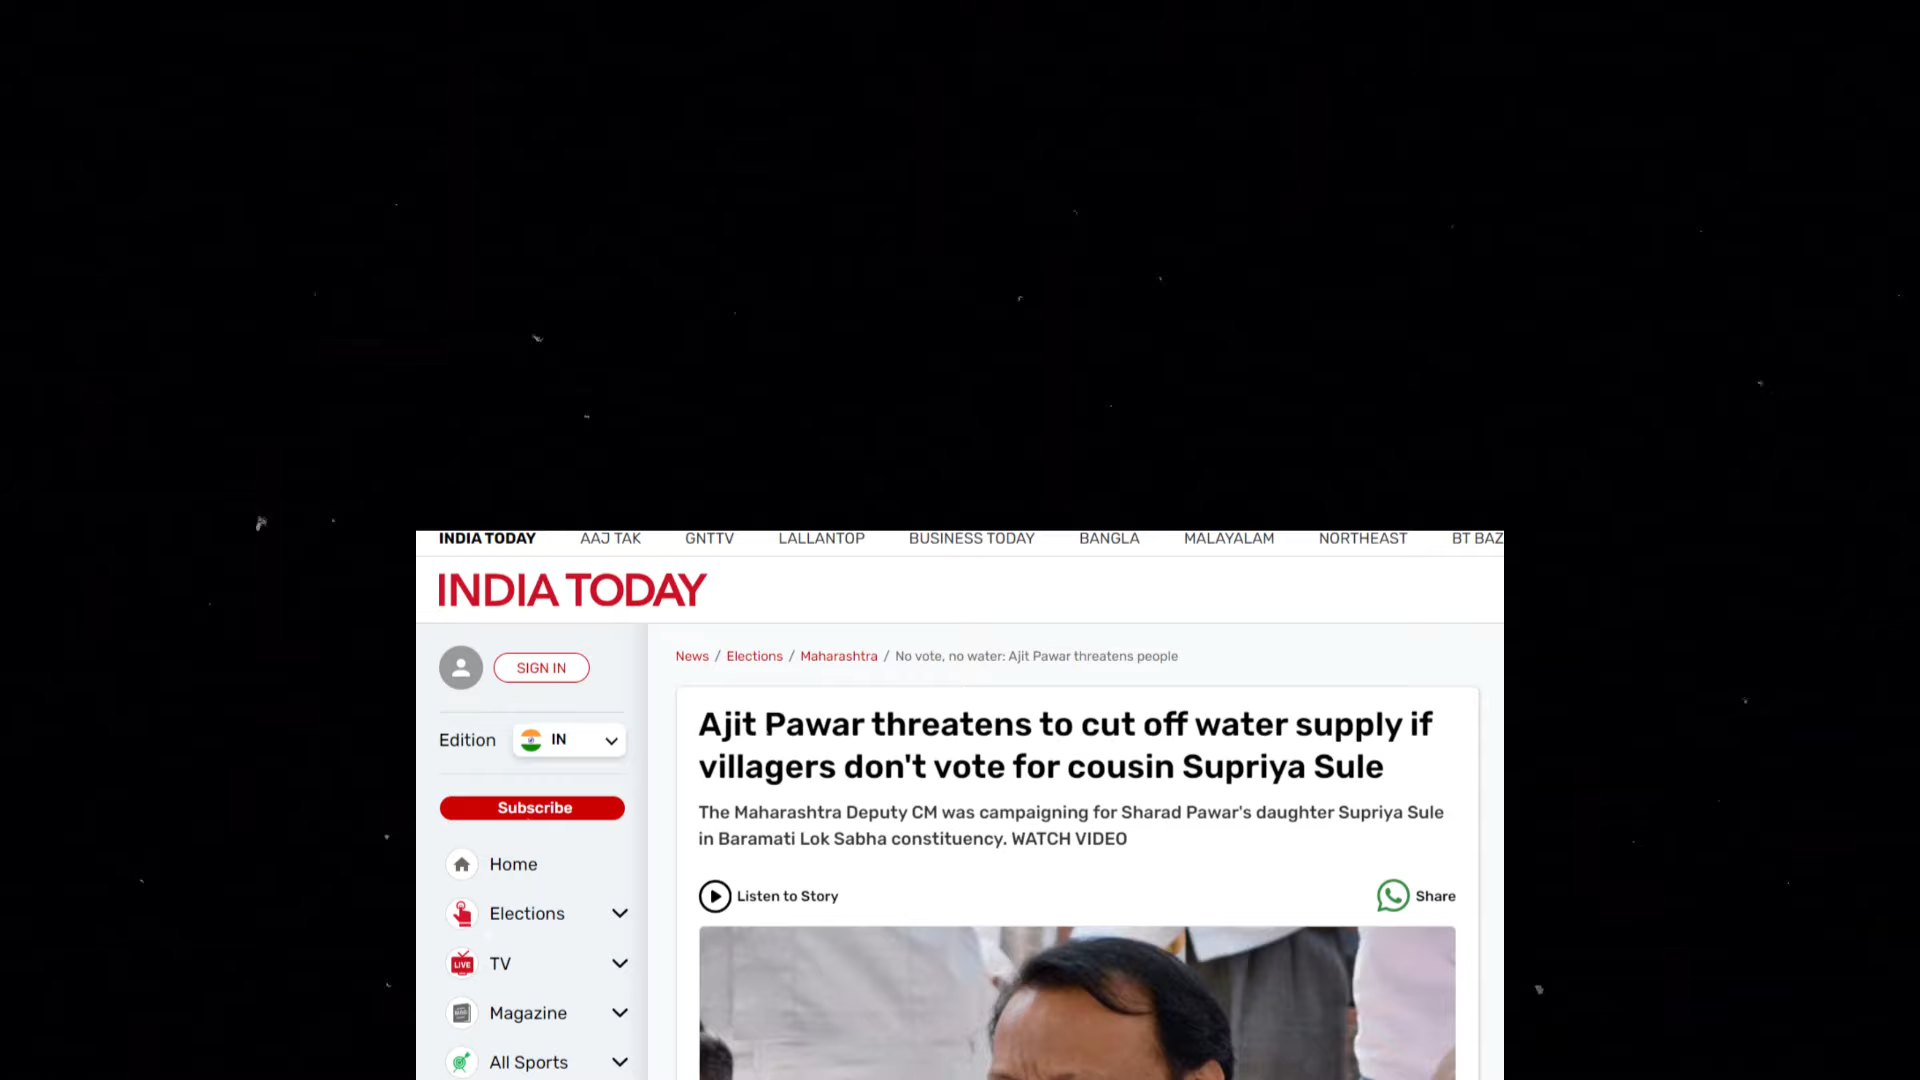 INDIA TODAY AAJ TAK GNTTV LALLANTOP BUSINESS TODAY BANGLA MALAYALAM NORTHEAST BT BAZ
INDIA TODAY
SIGN IN
News / Elections / Maharashtra / No vote, no water: Ajit Pawar threatens people
Ajit Pawar threatens to cut off water supply if
villagers don't vote for cousin Supriya Sule
Edition IN
The Maharashtra Deputy CM was campaigning for Sharad Pawar's daughter Supriya Sule
in Baramati Lok Sabha constituency. WATCH VIDEO
Subscribe
Home
Listen to Story
Share
Elections
LIVE TV
Magazine
All Sports